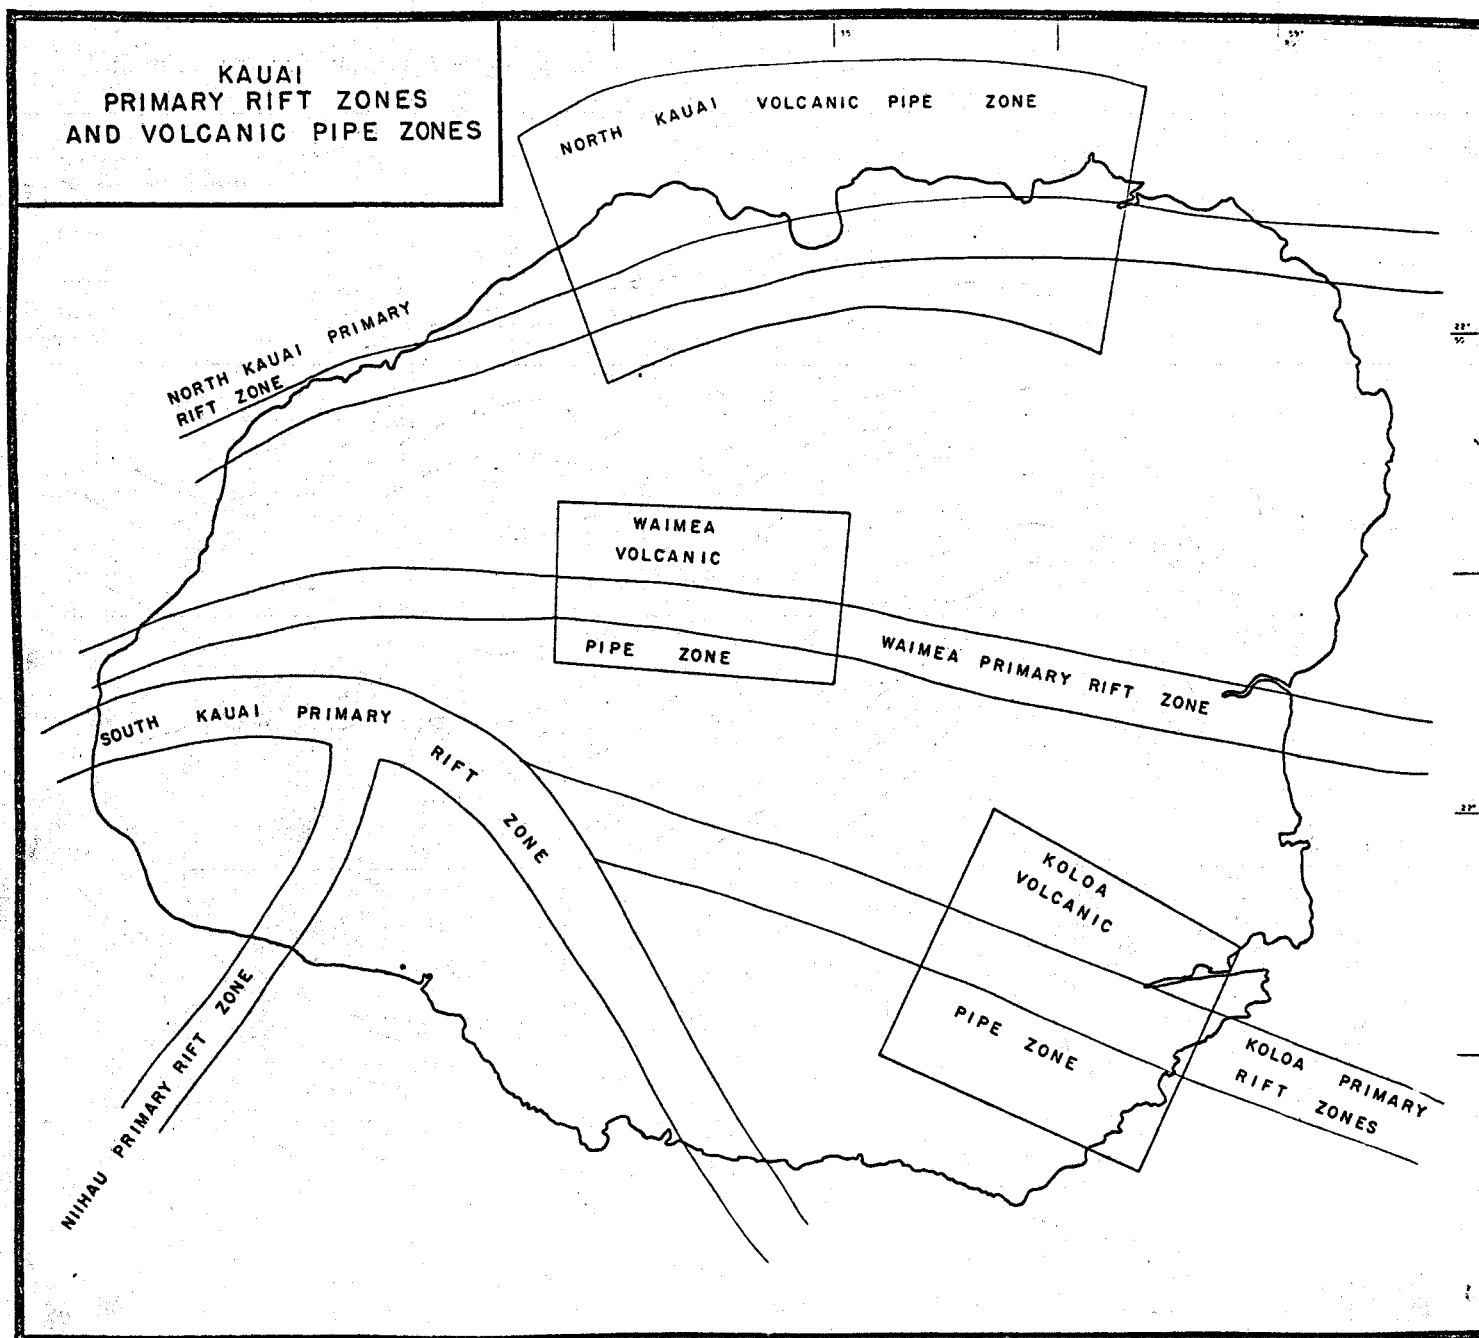 KAUAI
PRIMARY RIFT ZONES
AND VOLCANIC PIPE ZONES
NORTH KAUAI VOLCANIC PIPE ZONE
NORTH KAUAI PRIMARY
RIFT ZONE
WAIMEA
VOLCANIC
PIPE ZONE
WAIMEA PRIMARY RIFT ZONE
SOUTH KAUAI PRIMARY RIFT ZONE
KOLOA
VOLCANIC
PIPE ZONE
KOLOA PRIMARY
RIFT ZONES
NIIHAU PRIMARY RIFT ZONE